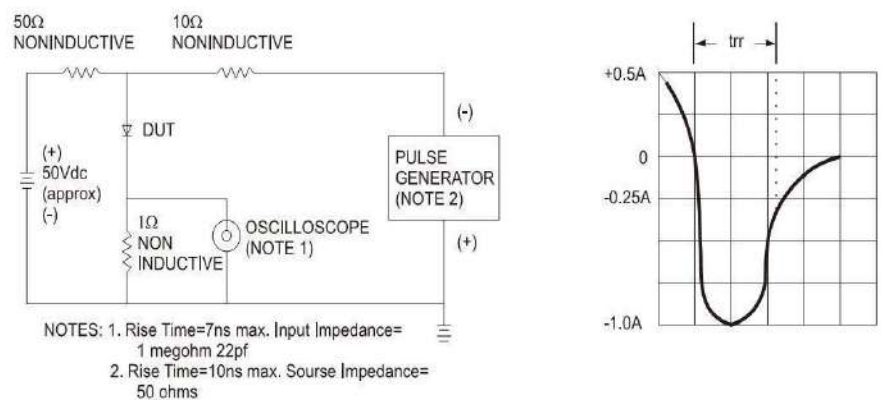 50Ω
NONINDUCTIVE
10Ω
NONINDUCTIVE
DUT
(+)
50Vdc
(approx)
(-)
1Ω
NON
INDUCTIVE
OSCILLOSCOPE
(NOTE 1)
(-)
PULSE
GENERATOR
(NOTE 2)
(+)
NOTES: 1. Rise Time=7ns max. Input Impedance=
1 megohm 22pf
2. Rise Time=10ns max. Sourse Impedance=
50 ohms
trr
+0.5A
0
-0.25A
-1.0A